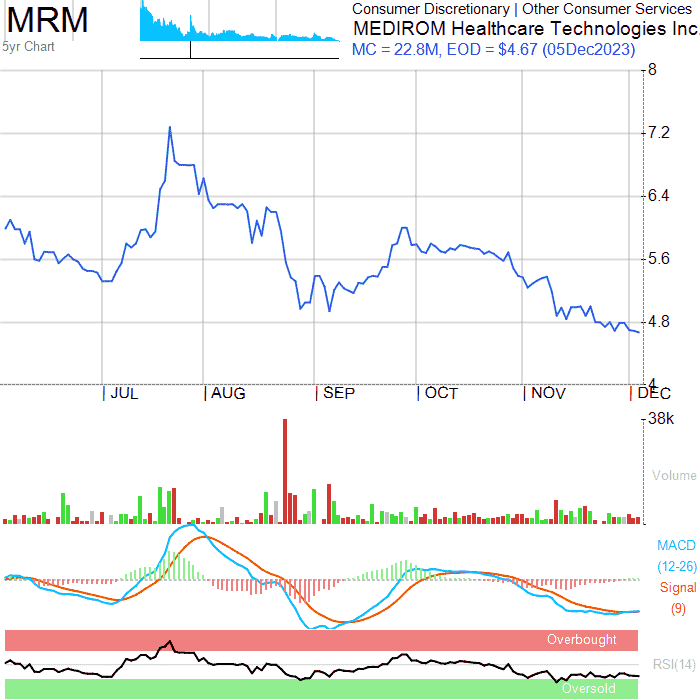 MRM
5yr Chart
Consumer Discretionary | Other Consumer Services
MEDIROM Healthcare Technologies Inc
MC = 22.8M, EOD = $4.67 (05Dec2023)
8
7.2
6.4
5.6
4.8
4
| JUL | AUG | SEP | OCT | NOV | DEC
38k
Volume
MACD
(12-26)
Signal
(9)
Overbought
RSI(14)
Oversold